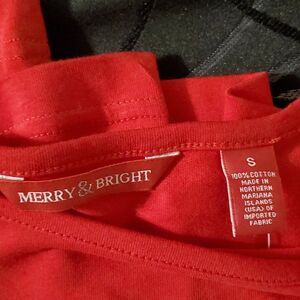 MERRY & BRIGHT
S
100% COTTON
MADE IN
NORTHERN
MARIANA
ISLANDS
(USA) OF
IMPORTED
FABRIC